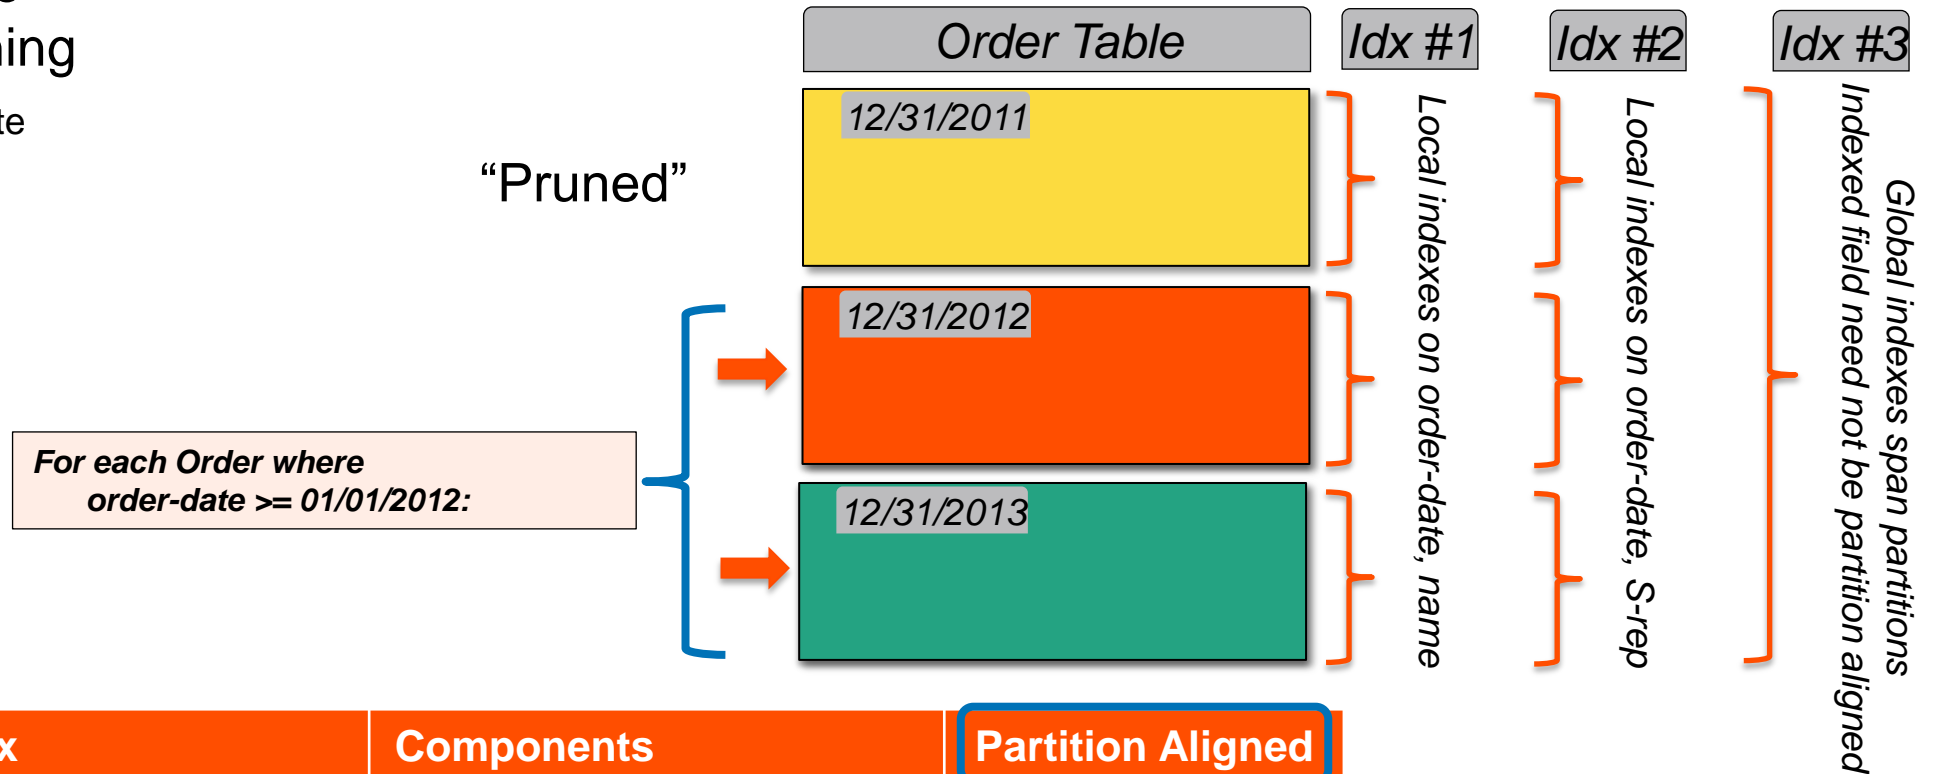 Order Table
Idx #1
Idx #2
Idx #3
12/31/2011
“Pruned”
12/31/2012
For each Order where
order-date >= 01/01/2012:
12/31/2013
Local indexes on order-date, name
Local indexes on order-date, S-rep
Global indexes span partitions
Indexed field need not be partition aligned
Components
Partition Aligned